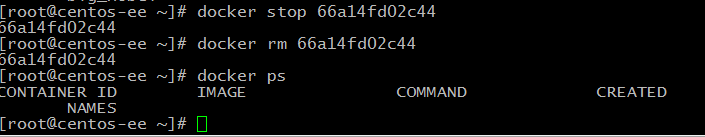 [root@centos-ee ~]# docker stop 66a14fd02c44
66a14fd02c44
[root@centos-ee ~]# docker rm 66a14fd02c44
66a14fd02c44
[root@centos-ee ~]# docker ps
CONTAINER ID IMAGE COMMAND CREATED
NAMES
[root@centos-ee ~]#